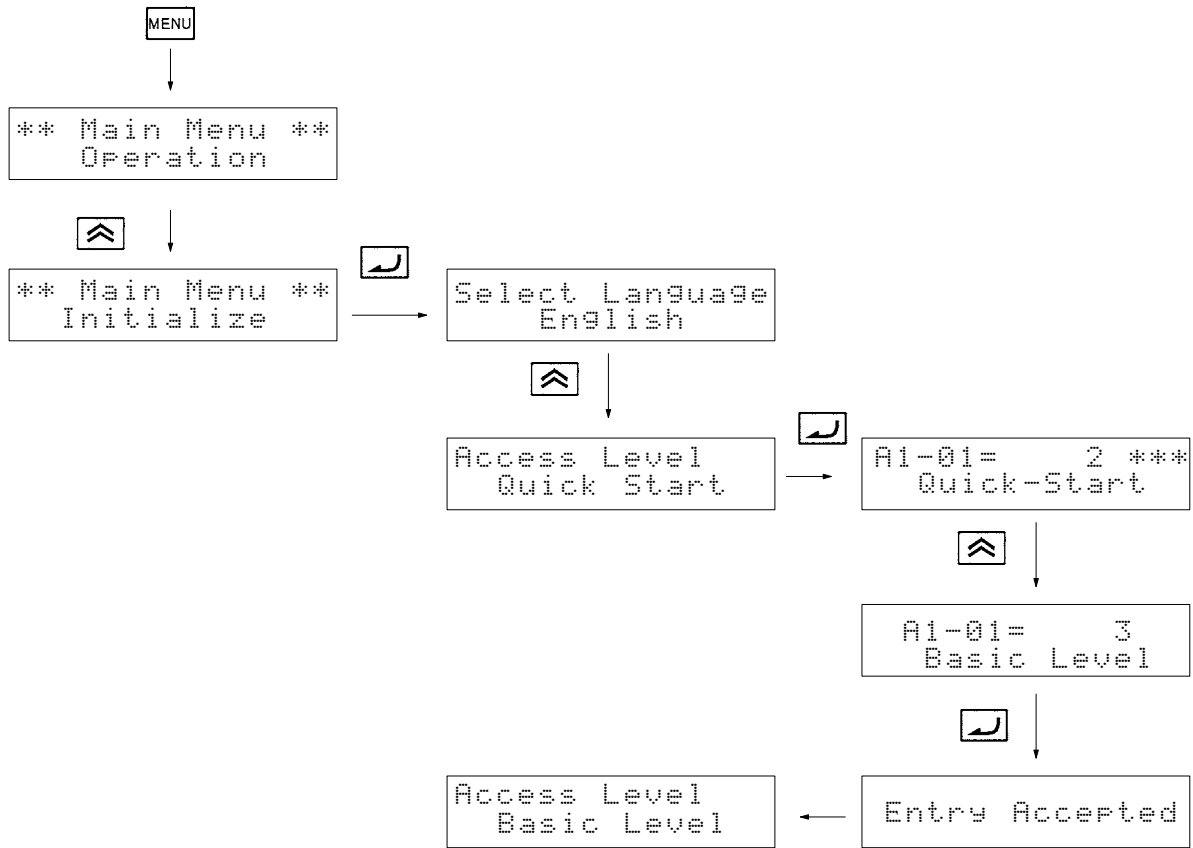 MENU
** Main Menu **
Operation
** Main Menu **
Initialize
Select Language
English
Access Level
Quick Start
A1-01= 2 ***
Quick-Start
A1-01= 3
Basic Level
Access Level
Basic Level
Entry Accepted